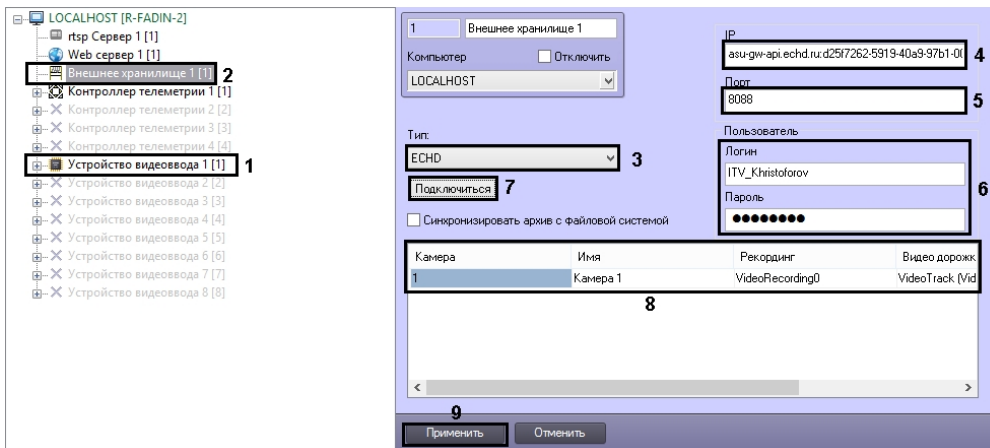 LOCALHOST [R-FADIN-2]
rtsp Сервер 1 [1]
Web сервер 1 [1]
Внешнее хранилище 1 [1] 2
Контроллер телеметрии 1 [1]
Контроллер телеметрии 2 [2]
Контроллер телеметрии 3 [3]
Контроллер телеметрии 4 [4]
Устройство видеоввода 1 [1] 1
Устройство видеоввода 2 [2]
Устройство видеоввода 3 [3]
Устройство видеоввода 4 [4]
Устройство видеоввода 5 [5]
Устройство видеоввода 6 [6]
Устройство видеоввода 7 [7]
Устройство видеоввода 8 [8]
1 Внешнее хранилище 1
Компьютер Отключить
LOCALHOST
Тип:
ECHD 3
Подключиться 7
Синхронизировать архив с файловой системой
IP
asu-gw-api.echd.ru:d25f7262-5919-40a9-97b1-00 4
Порт
8088 5
Пользователь
Логин
ITV_Khristoforov
Пароль
●●●●●●●● 6
Камера Имя Рекординг Видео дорожк
1 Камера 1 VideoRecording0 VideoTrack (Vid
8
9
Применить Отменить